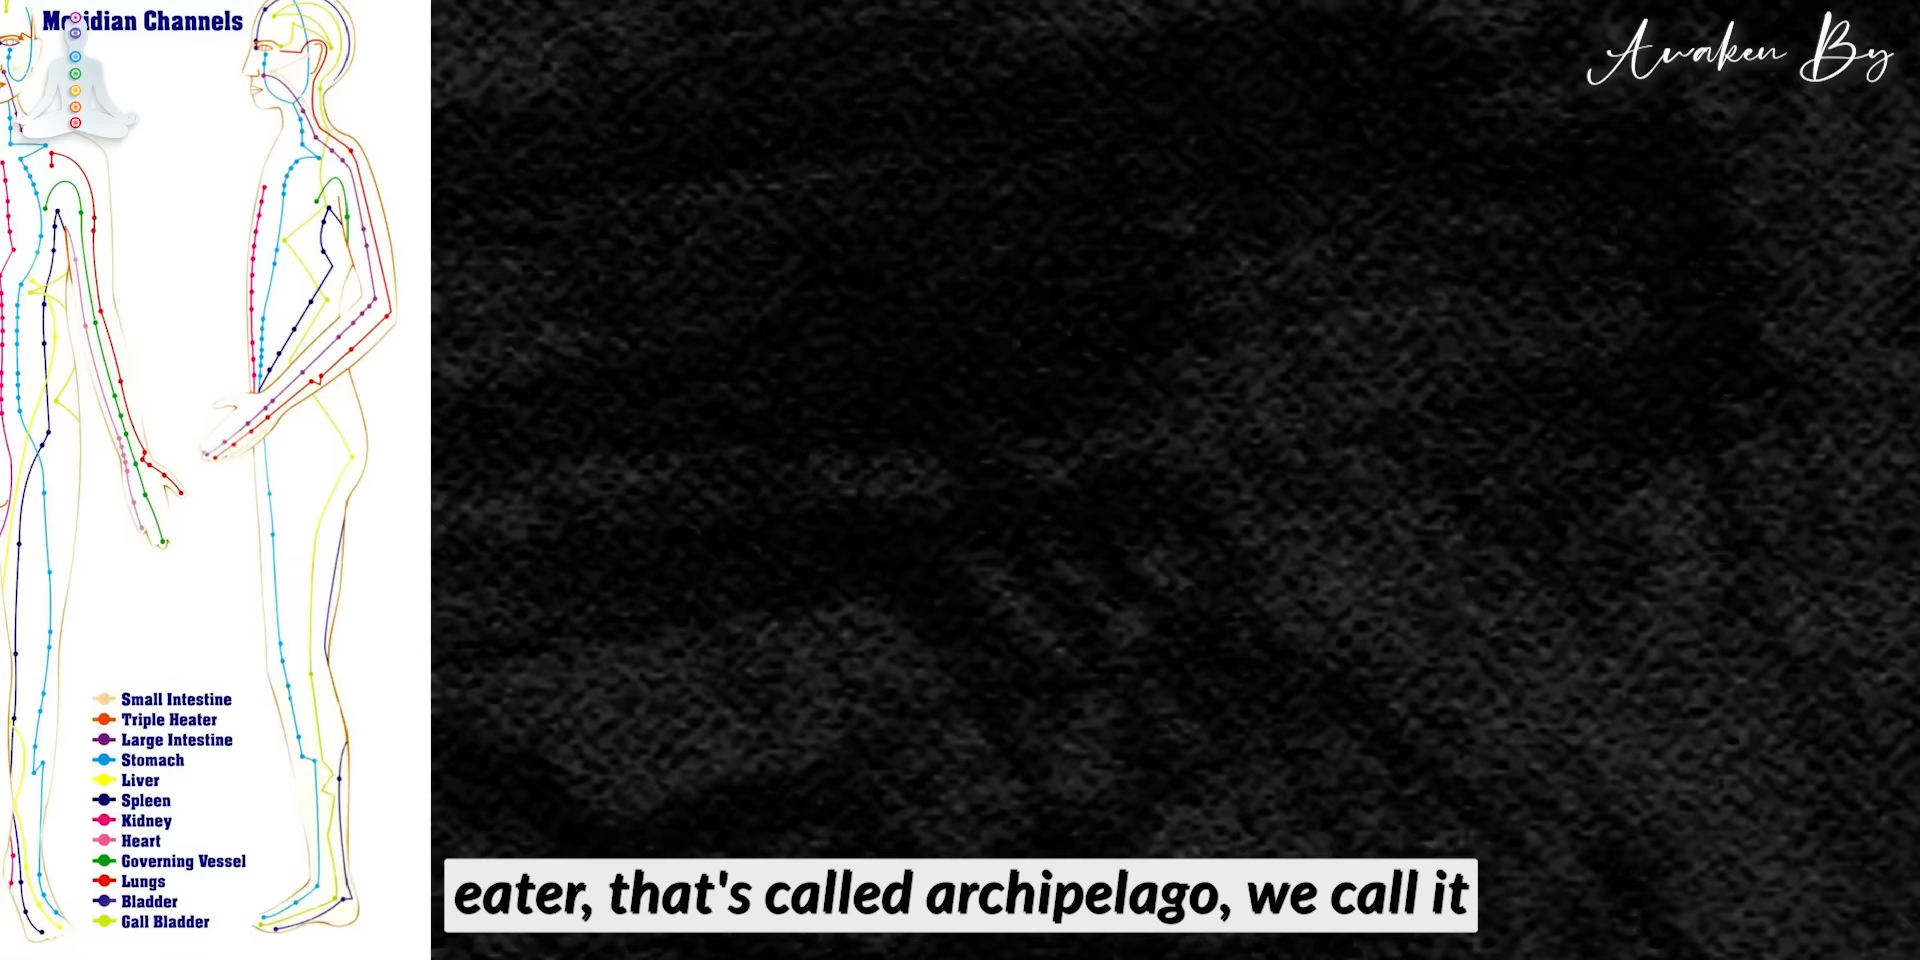 Meridian Channels
Awaken By
Small Intestine
Triple Heater
Large Intestine
Stomach
Liver
Spleen
Kidney
Heart
Governing Vessel
Lungs
Bladder
Gall Bladder
eater, that's called archipelago, we call it